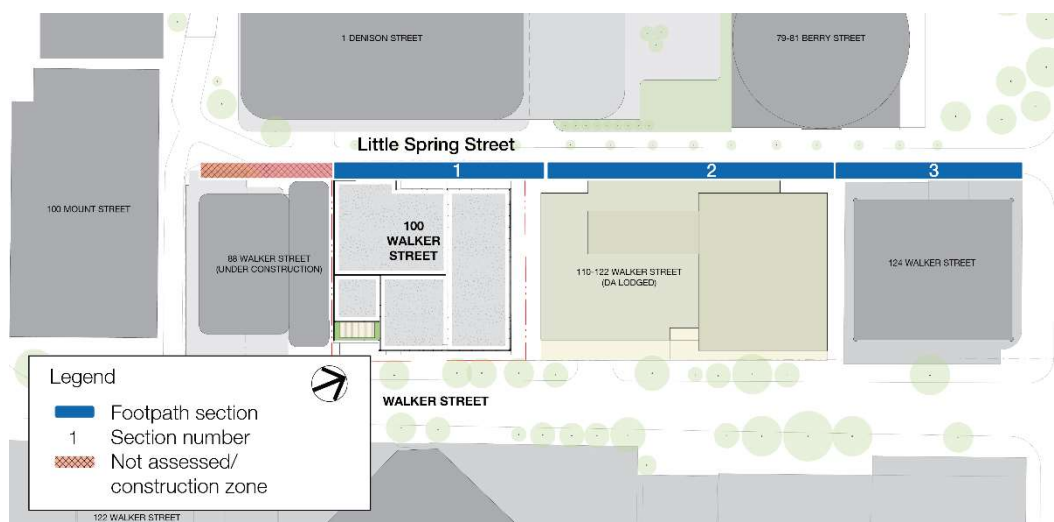 1 DENISON STREET
79-81 BERRY STREET
Little Spring Street
1
2
3
100 MOUNT STREET
88 WALKER STREET
(UNDER CONSTRUCTION)
100
WALKER
STREET
110-122 WALKER STREET
(DA LODGED)
124 WALKER STREET
WALKER STREET
Legend
Footpath section
1 Section number
Not assessed/
construction zone
122 WALKER STREET